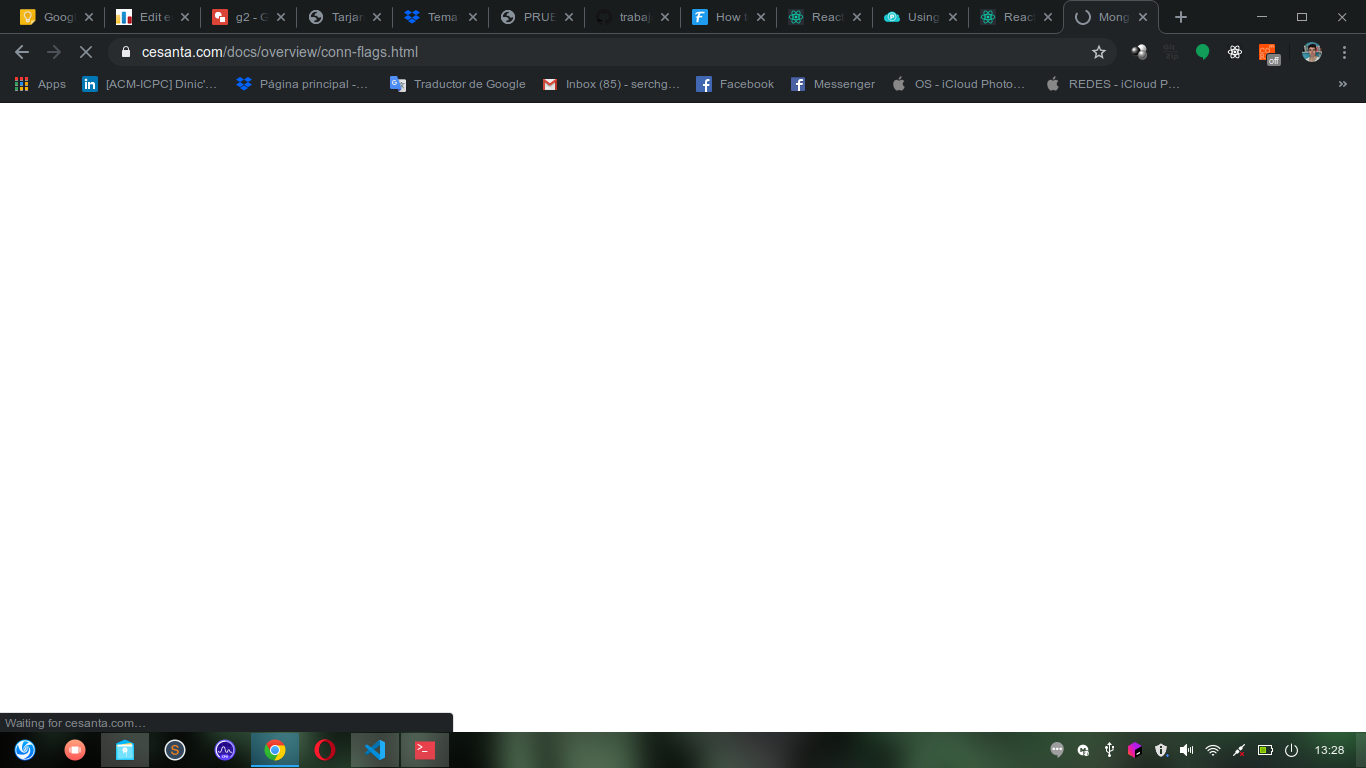 Googl
Edit e
g2 - G
Tarjan
Tema
PRUE
trabaj
How t
React
Using
React
Mong
cesanta.com/docs/overview/conn-flags.html
off
Apps
[ACM-ICPC] Dinic'...
Página principal -...
Traductor de Google
Inbox (85) - serchg...
Facebook
Messenger
OS - iCloud Photo...
REDES - iCloud P...
»
Waiting for cesanta.com...
13:28